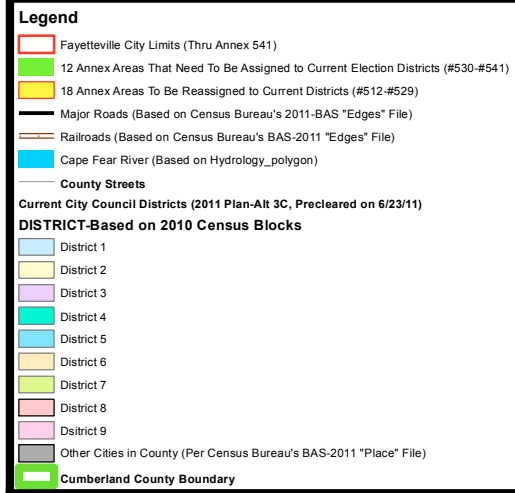 Legend
Fayetteville City Limits (Thru Annex 541)
12 Annex Areas That Need To Be Assigned to Current Election Districts (#530-#541)
18 Annex Areas To Be Reassigned to Current Districts (#512-#529)
Major Roads (Based on Census Bureau's 2011-BAS "Edges" File)
Railroads (Based on Census Bureau's BAS-2011 "Edges" File)
Cape Fear River (Based on Hydrology_polygon)
County Streets
Current City Council Districts (2011 Plan-Alt 3C, Precleared on 6/23/11)
DISTRICT-Based on 2010 Census Blocks
District 1
District 2
District 3
District 4
District 5
District 6
District 7
District 8
Dsitrict 9
Other Cities in County (Per Census Bureau's BAS-2011 "Place" File)
Cumberland County Boundary